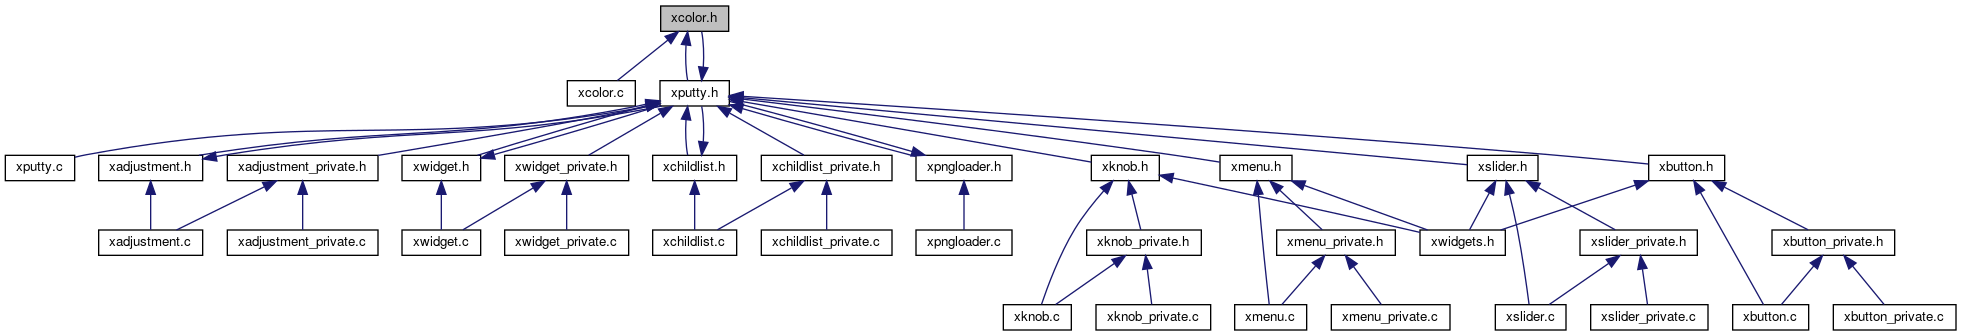 xcolor.h
xcolor.c
xputty.h
xputty.c
xadjustment.h
xadjustment_private.h
xwidget.h
xwidget_private.h
xchildlist.h
xchildlist_private.h
xpngloader.h
xknob.h
xmenu.h
xslider.h
xbutton.h
xadjustment.c
xadjustment_private.c
xwidget.c
xwidget_private.c
xchildlist.c
xchildlist_private.c
xpngloader.c
xknob_private.h
xmenu_private.h
xwidgets.h
xslider_private.h
xbutton_private.h
xknob.c
xknob_private.c
xmenu.c
xmenu_private.c
xslider.c
xslider_private.c
xbutton.c
xbutton_private.c